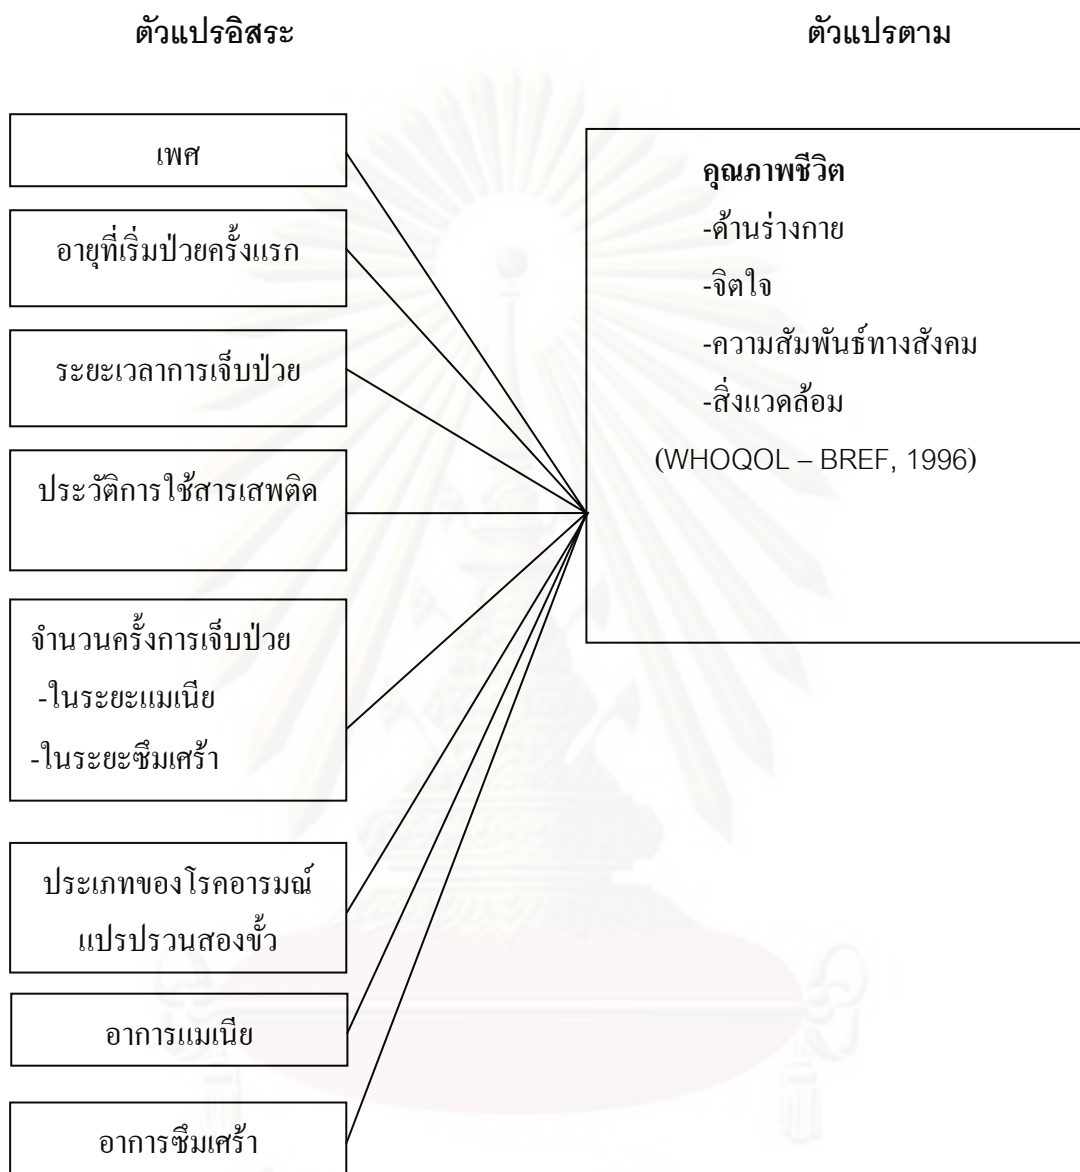 ตัวแปรอิสระ
ตัวแปรตาม
เพศ
อายุที่เริ่มป่วยครั้งแรก
ระยะเวลาการเจ็บป่วย
ประวัติการใช้สารเสพติด
จำนวนครั้งการเจ็บป่วย
-ในระยะแมเนีย
-ในระยะซึมเศร้า
ประเภทของโรคอารมณ์
แปรปรวนสองขั้ว
อาการแมเนีย
อาการซึมเศร้า
คุณภาพชีวิต
-ด้านร่างกาย
-จิตใจ
-ความสัมพันธ์ทางสังคม
-สิ่งแวดล้อม
(WHOQOL – BREF, 1996)